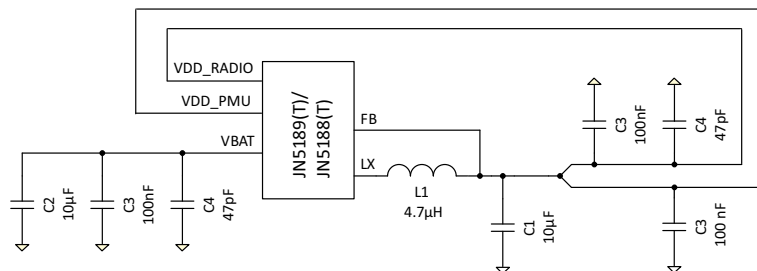 VDD_RADIO
VDD_PMU
VBAT
JN5189(T)/
JN5188(T)
FB
LX
L1
4.7µH
C2
10µF
C3
100nF
C4
47pF
C1
10µF
C3
100nF
C4
47pF
C3
100 nF